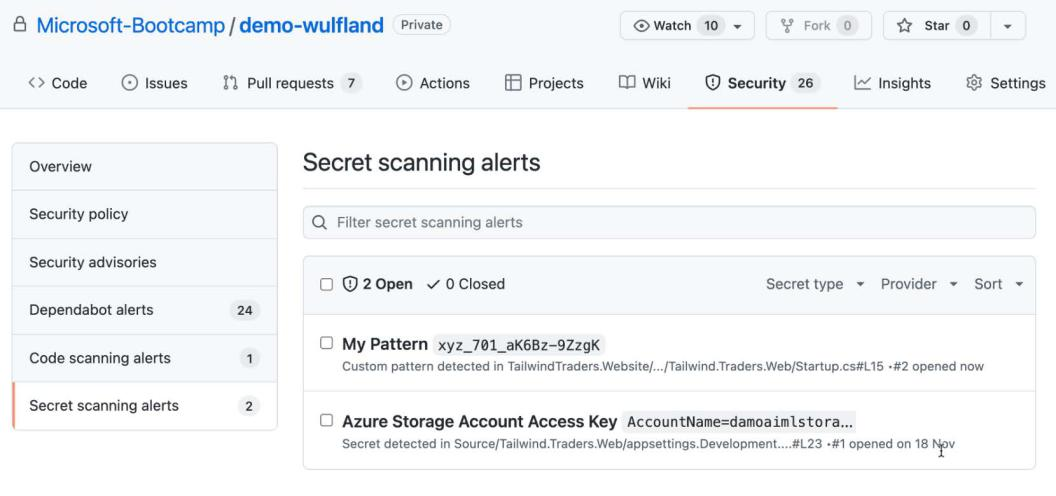 Microsoft-Bootcamp / demo-wulfland Private Watch 10 Fork 0 Star 0
<> Code Issues Pull requests 7 Actions Projects Wiki Security 26 Insights Settings
Overview
Security policy
Security advisories
Dependabot alerts 24
Code scanning alerts 1
Secret scanning alerts 2
Secret scanning alerts
Filter secret scanning alerts
2 Open 0 Closed Secret type Provider Sort
My Pattern xyz_701_aK6Bz-9ZzgK
Custom pattern detected in TailwindTraders.Website/.../Tailwind.Traders.Web/Startup.cs#L15 •#2 opened now
Azure Storage Account Access Key AccountName=damoaimlstora...
Secret detected in Source/Tailwind.Traders.Web/appsettings.Development....#L23 •#1 opened on 18 Nov